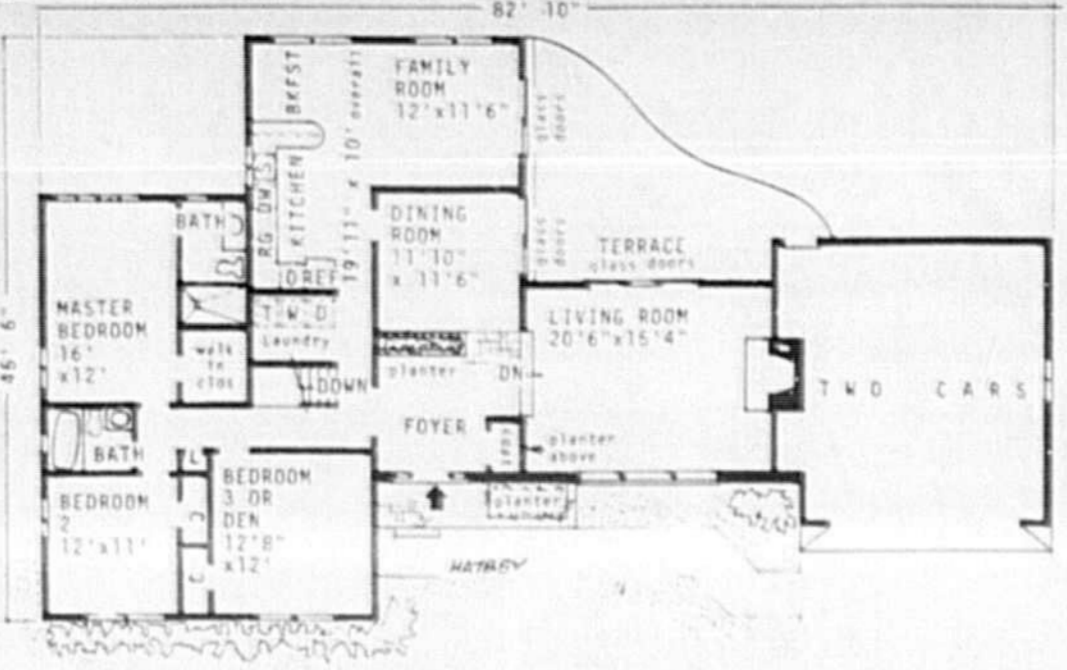 82' 10"
46' 6"
BKFST
FAMILY
ROOM
12'x11'6"
glass
doors
KITCHEN
19'11" x 10' overall
RG DW S
O REF
BATH
DINING
ROOM
11'10"
x 11'6"
glass
doors
TERRACE
glass doors
MASTER
BEDROOM
16'
x12'
walk
in
clos
T W D
Laundry
DOWN
planter
DN
LIVING ROOM
20'6"x15'4"
TWO CARS
FOYER
planter
above
BATH
L
BEDROOM
2
12'x11'
C
BEDROOM
3 OR
DEN
12'8"
x12'
planter